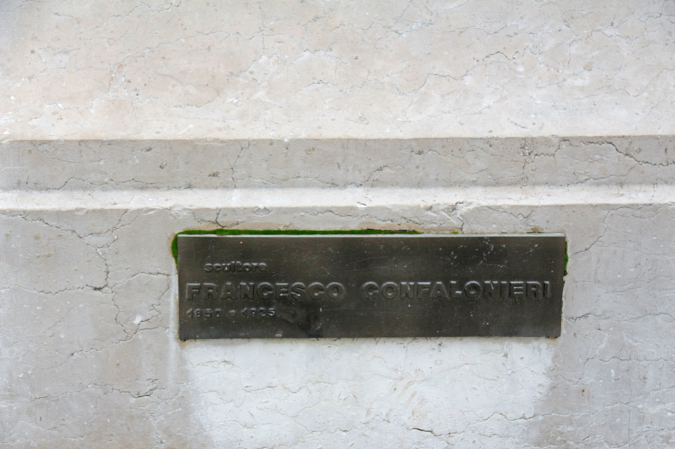 scultore
FRANCESCO CONFALONIERI
1850 - 1925